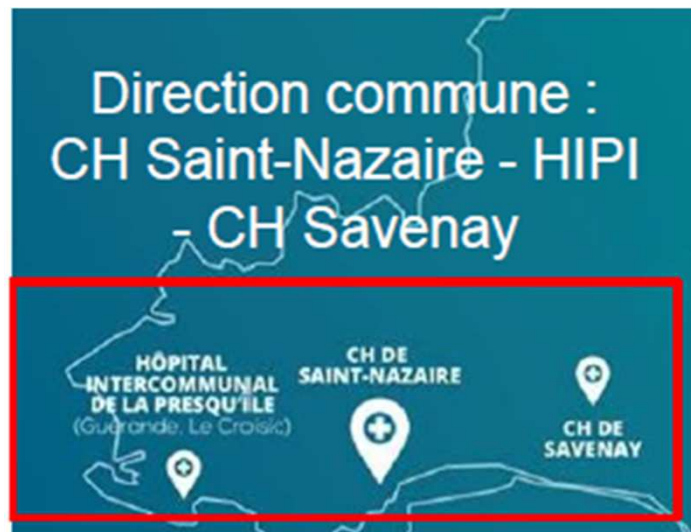 Direction commune :
CH Saint-Nazaire - HIPI
- CH Savenay
HÔPITAL
INTERCOMMUNAL
DE LA PRESQU'ÎLE
(Guérande, Le Croisic)
CH DE
SAINT-NAZAIRE
CH DE
SAVENAY